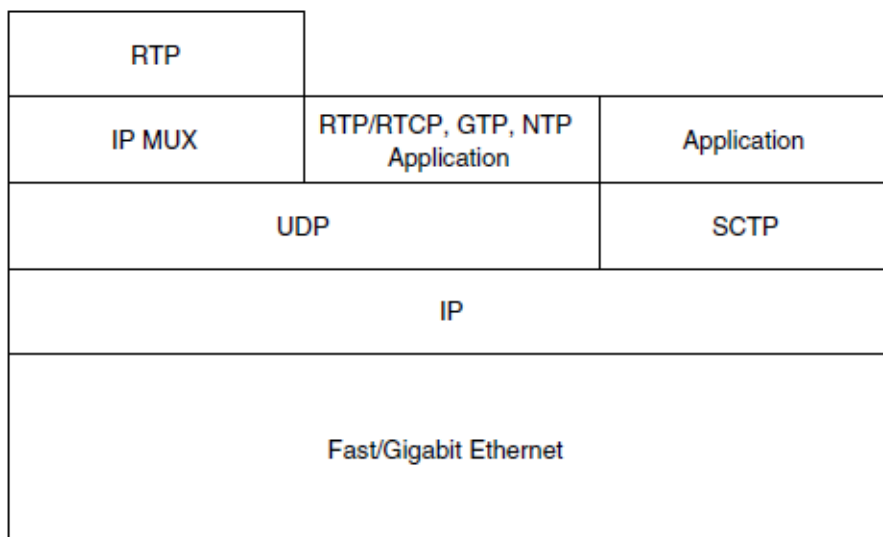 RTP
IP MUX
RTP/RTCP, GTP, NTP
Application
Application
UDP
SCTP
IP
Fast/Gigabit Ethernet